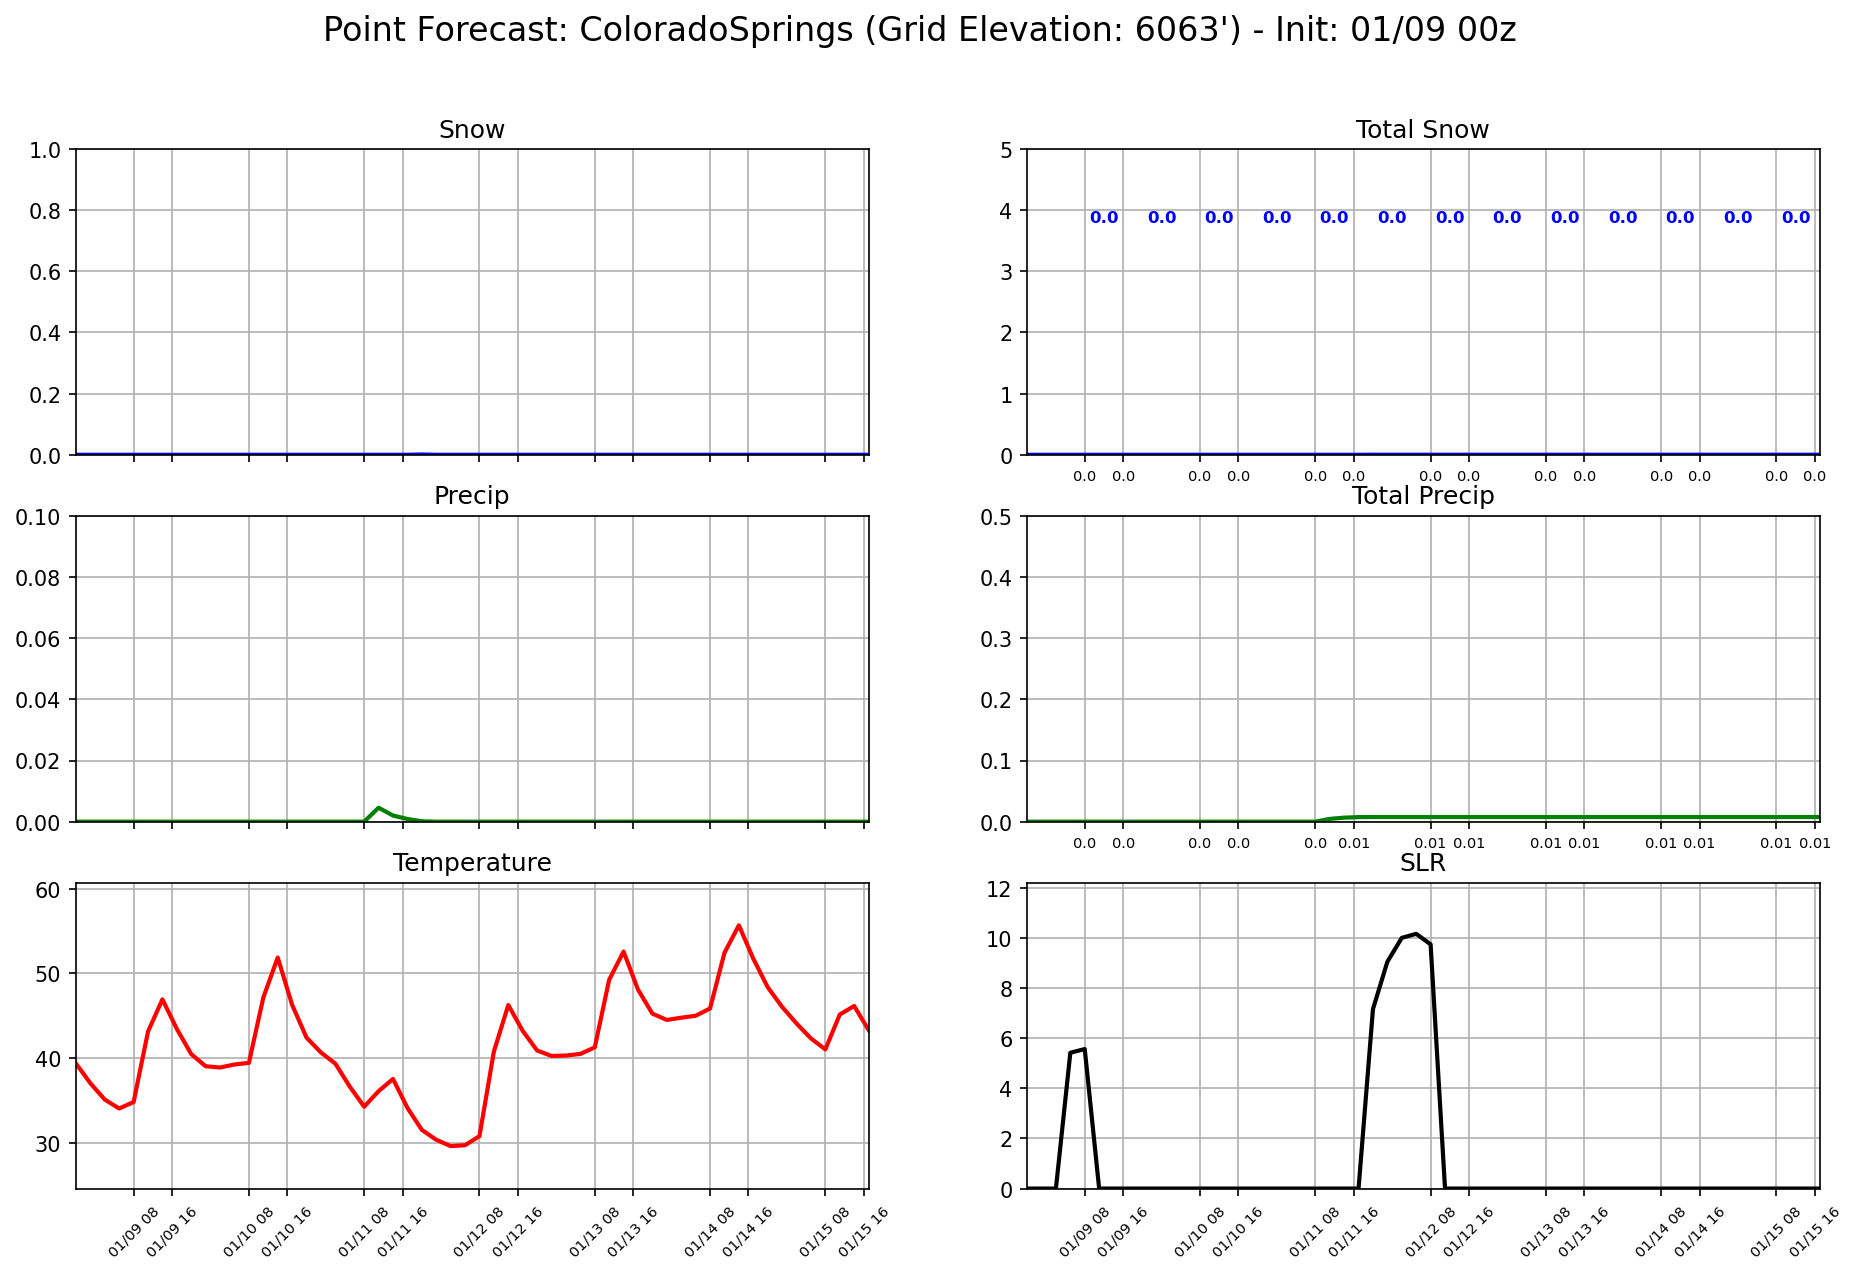 Point Forecast: ColoradoSprings (Grid Elevation: 6063') - Init: 01/09 00z
Snow
1.0
0.8
0.6
0.4
0.2
0.0
Total Snow
5
4
3
2
1
0
0.0 0.0 0.0 0.0 0.0 0.0 0.0 0.0 0.0 0.0 0.0 0.0 0.0
0.0 0.0 0.0 0.0 0.0 0.0 0.0 0.0 0.0 0.0 0.0 0.0 0.0 0.0
Precip
0.10
0.08
0.06
0.04
0.02
0.00
Total Precip
0.5
0.4
0.3
0.2
0.1
0.0
0.0 0.0 0.0 0.0 0.0 0.01 0.01 0.01 0.01 0.01 0.01 0.01 0.01 0.01
Temperature
60
50
40
30
01/09 08 01/09 16 01/10 08 01/10 16 01/11 08 01/11 16 01/12 08 01/12 16 01/13 08 01/13 16 01/14 08 01/14 16 01/15 08 01/15 16
SLR
12
10
8
6
4
2
0
01/09 08 01/09 16 01/10 08 01/10 16 01/11 08 01/11 16 01/12 08 01/12 16 01/13 08 01/13 16 01/14 08 01/14 16 01/15 08 01/15 16